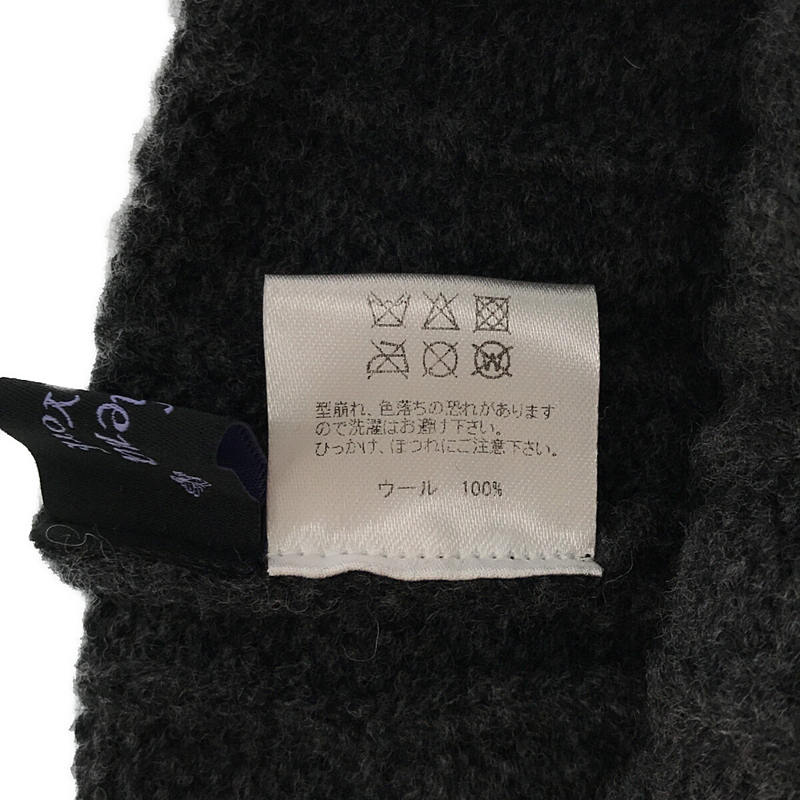 W
型崩れ、色落ちの恐れがあります
ので洗濯はお避け下さい。
ひっかけ、ほつれにご注意下さい。
ウール 100%